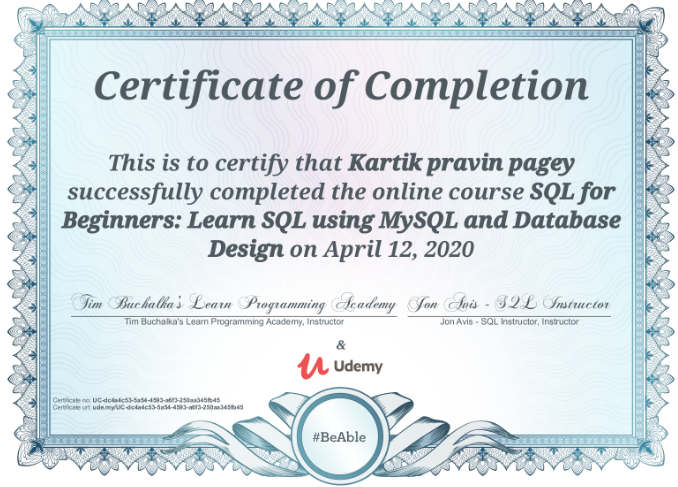 Certificate of Completion
This is to certify that Kartik pravin pagey
successfully completed the online course SQL for
Beginners: Learn SQL using MySQL and Database
Design on April 12, 2020
Tim Buchalka's Learn Programming Academy Jon Avis - SQL Instructor
Tim Buchalka's Learn Programming Academy, Instructor Jon Avis - SQL Instructor, Instructor
&
Udemy
Certificate no: UC-dc4a4c53-5a54-4593-a6f3-250aa345fb45
Certificate url: ude.my/UC-dc4a4c53-5a54-4593-a6f3-250aa345fb45
#BeAble